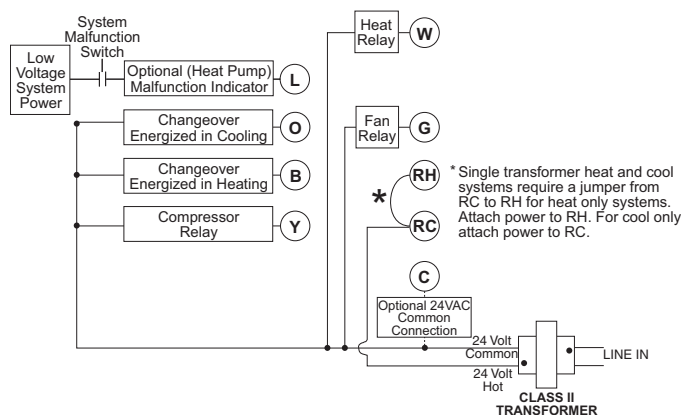 System
Malfunction
Switch
Low
Voltage
System
Power
Optional (Heat Pump)
Malfunction Indicator
L
Changeover
Energized in Cooling
O
Changeover
Energized in Heating
B
Compressor
Relay
Y
Heat
Relay
W
Fan
Relay
G
RH
*
RC
* Single transformer heat and cool
systems require a jumper from
RC to RH for heat only systems.
Attach power to RH. For cool only
attach power to RC.
C
Optional 24VAC
Common
Connection
24 Volt
Common
24 Volt
Hot
LINE IN
CLASS II
TRANSFORMER